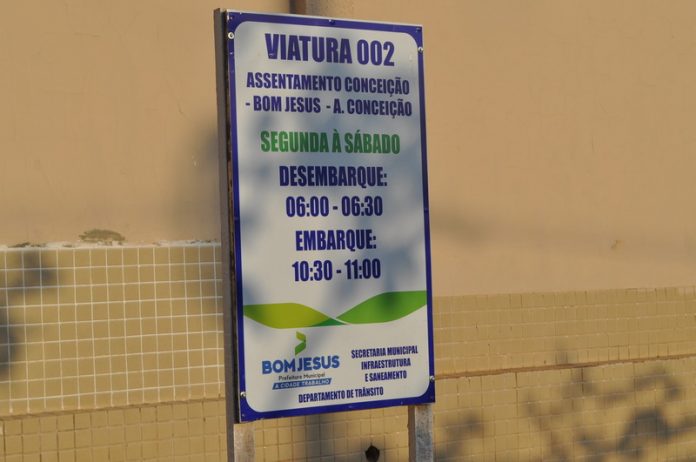 VIATURA 002
ASSENTAMENTO CONCEIÇÃO
- BOM JESUS - A. CONCEIÇÃO
SEGUNDA À SÁBADO
DESEMBARQUE:
06:00 - 06:30
EMBARQUE:
10:30 - 11:00
BOMJESUS
Prefeitura Municipal
A CIDADE TRABALHO
SECRETARIA MUNICIPAL
INFRAESTRUTURA
E SANEAMENTO
DEPARTAMENTO DE TRÂNSITO